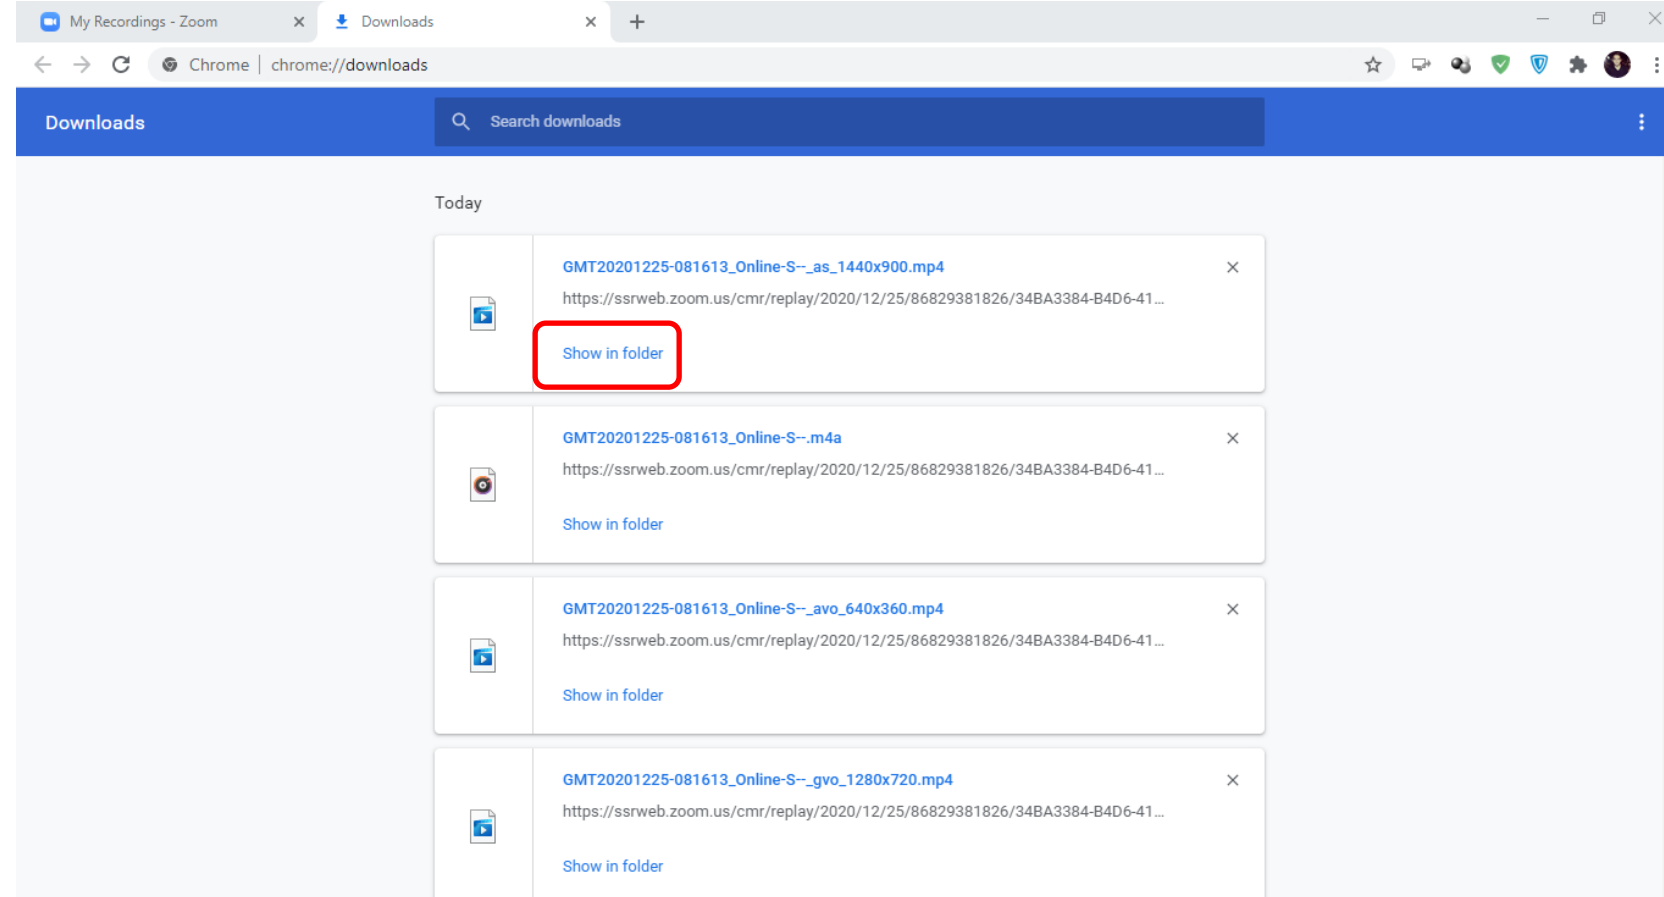 My Recordings - Zoom
Downloads
Chrome | chrome://downloads
Downloads
Search downloads
Today
GMT20201225-081613_Online-S--_as_1440x900.mp4
https://ssrweb.zoom.us/cmr/replay/2020/12/25/86829381826/34BA3384-B4D6-41...
Show in folder
GMT20201225-081613_Online-S--.m4a
https://ssrweb.zoom.us/cmr/replay/2020/12/25/86829381826/34BA3384-B4D6-41...
Show in folder
GMT20201225-081613_Online-S--_avo_640x360.mp4
https://ssrweb.zoom.us/cmr/replay/2020/12/25/86829381826/34BA3384-B4D6-41...
Show in folder
GMT20201225-081613_Online-S--_gvo_1280x720.mp4
https://ssrweb.zoom.us/cmr/replay/2020/12/25/86829381826/34BA3384-B4D6-41...
Show in folder